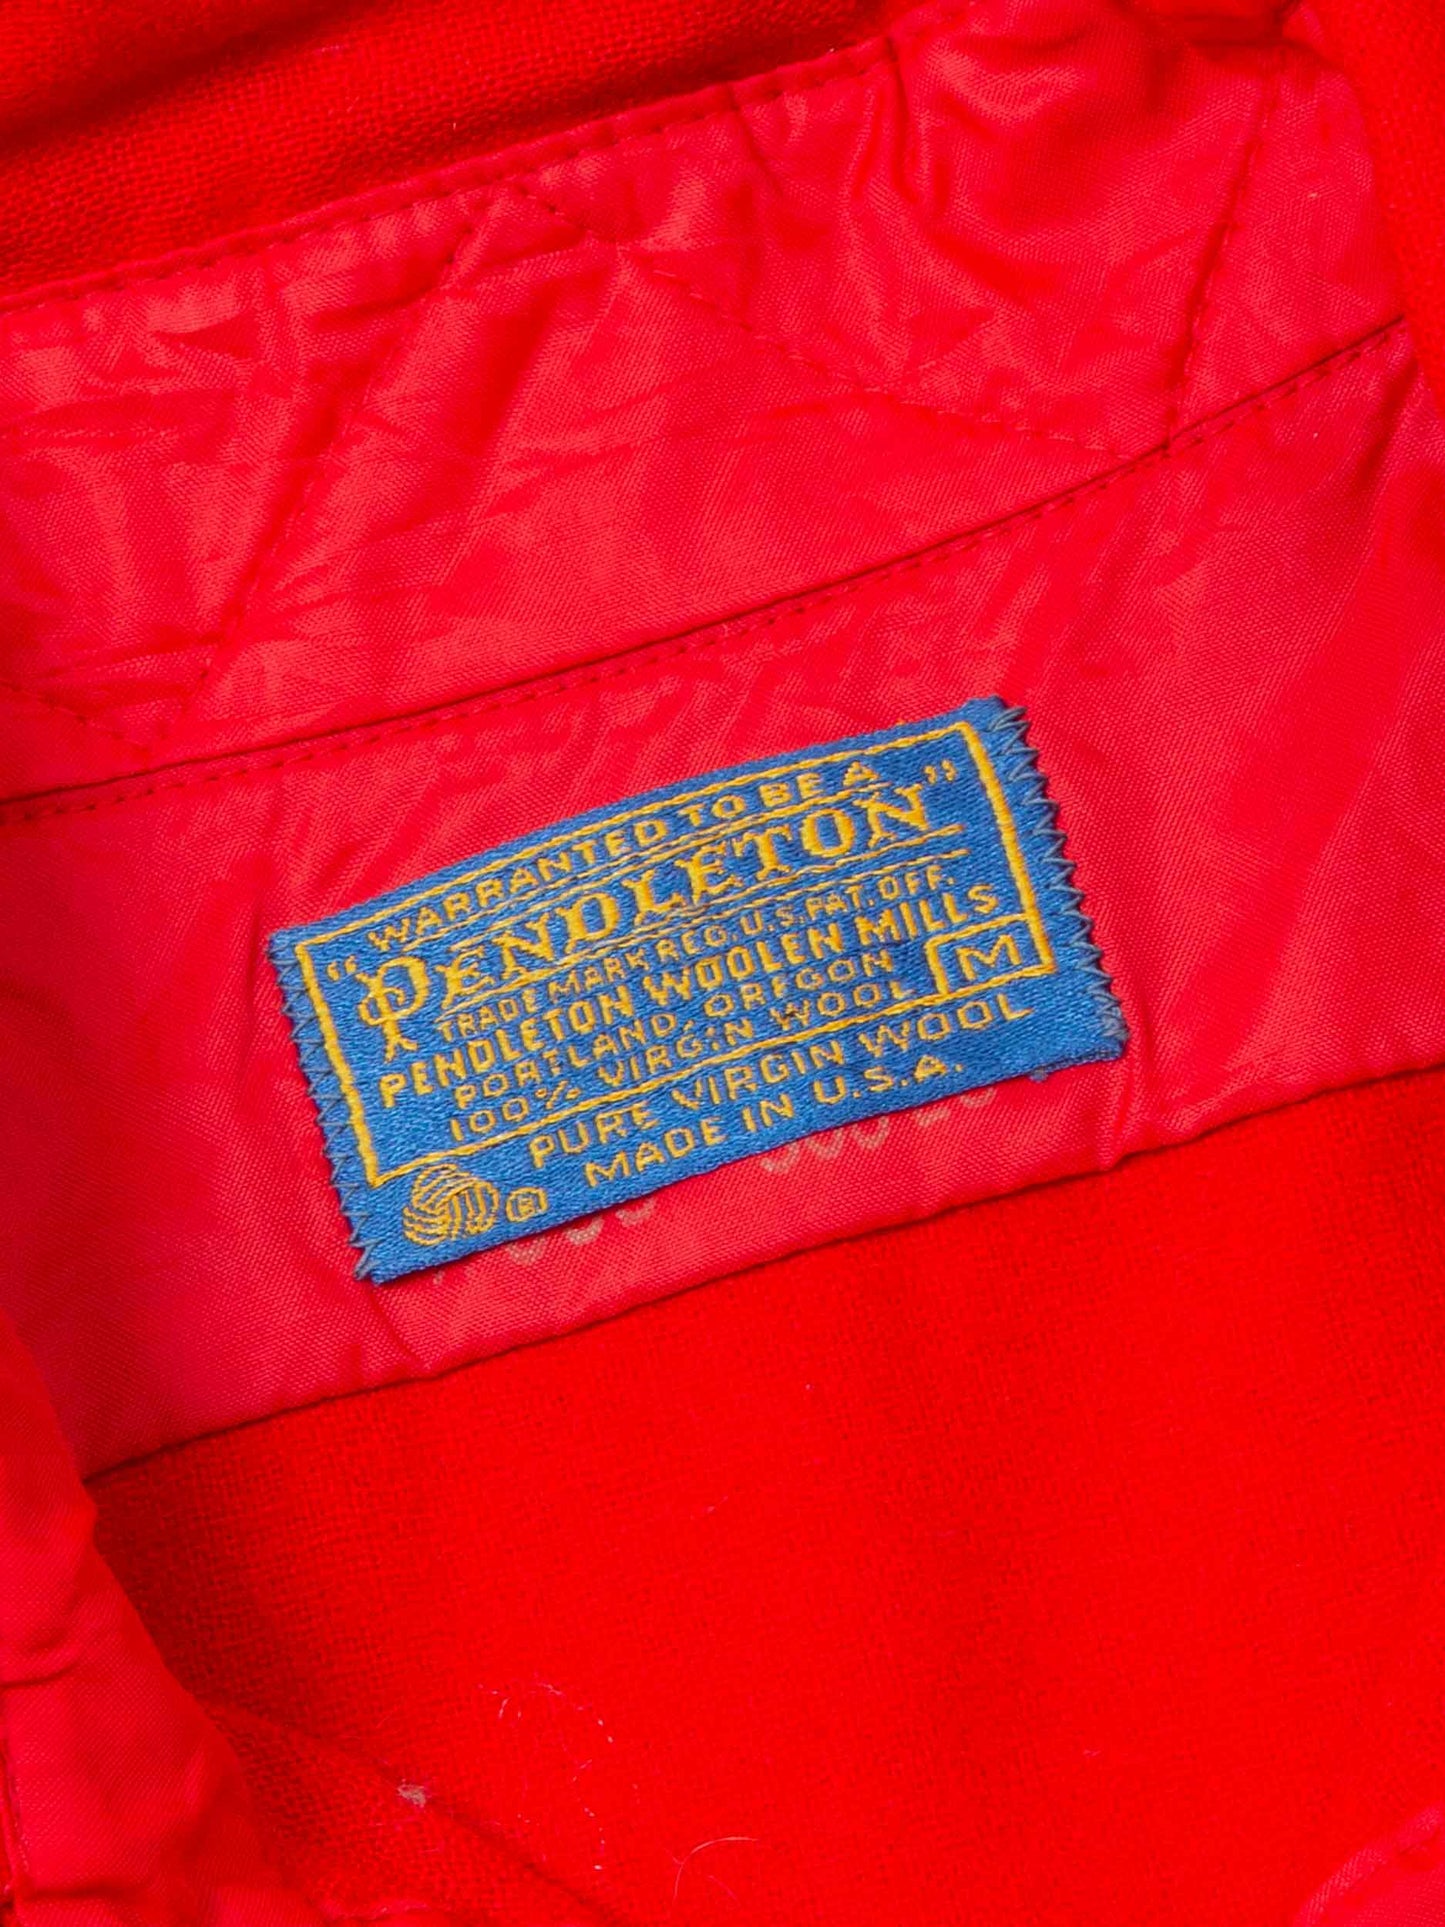 WARRANTED TO BE A
"PENDLETON"
TRADE MARK REG. U.S. PAT. OFF.
PENDLETON WOOLEN MILLS
PORTLAND, OREGON
100% VIRGIN WOOL
M
PURE VIRGIN WOOL
MADE IN U.S.A.